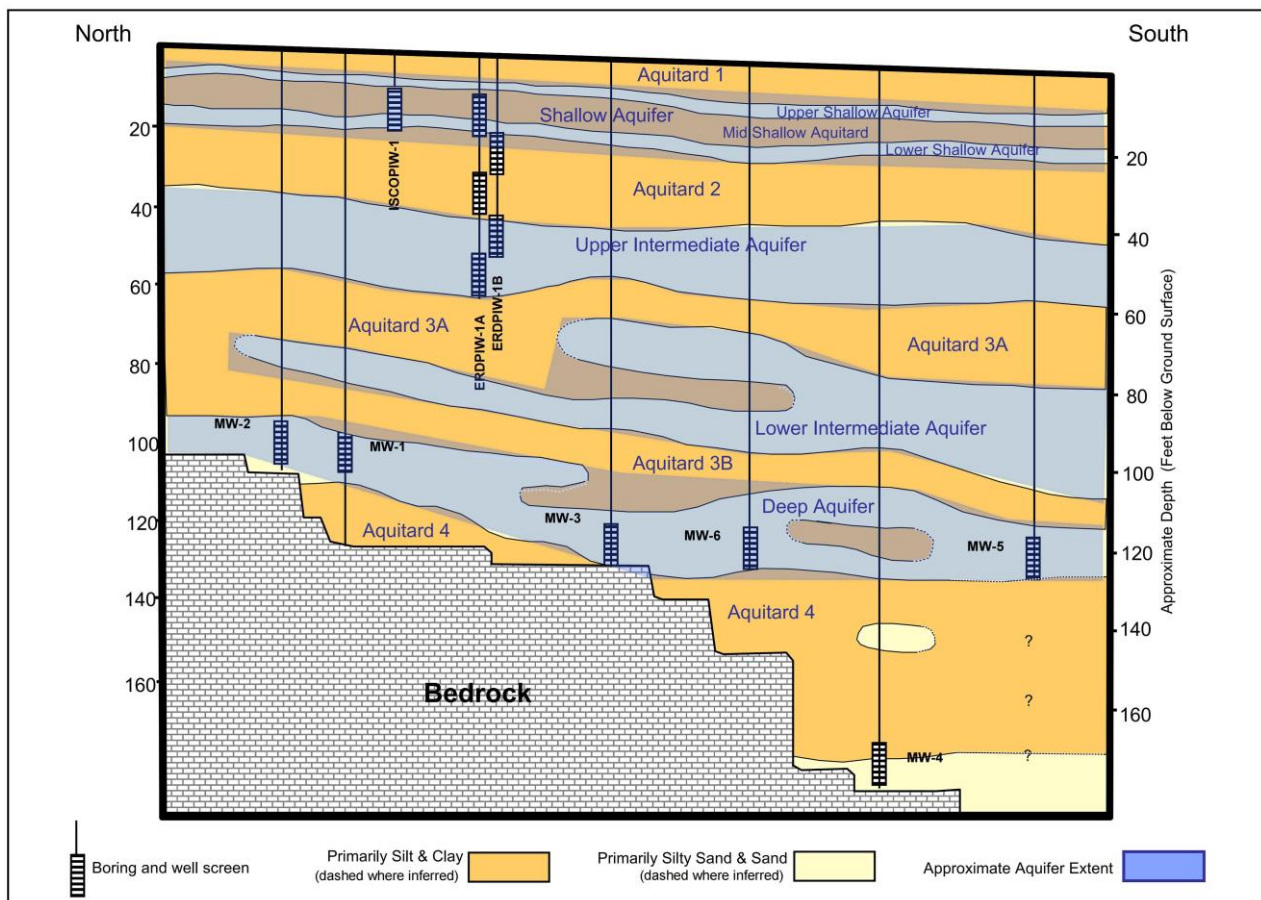 North
South
Aquitard 1
Upper Shallow Aquifer
Shallow Aquifer
Mid Shallow Aquitard
Lower Shallow Aquifer
ISCOPIW-1
Aquitard 2
Upper Intermediate Aquifer
ERDPIW-1A
ERDPIW-1B
Aquitard 3A
Aquitard 3A
Lower Intermediate Aquifer
MW-2
MW-1
Aquitard 3B
Deep Aquifer
MW-3
MW-6
MW-5
Aquitard 4
Aquitard 4
?
?
?
Bedrock
MW-4
20
40
60
80
100
120
140
160
20
40
60
80
100
120
140
160
Approximate Depth (Feet Below Ground Surface)
Boring and well screen
Primarily Silt & Clay
(dashed where inferred)
Primarily Silty Sand & Sand
(dashed where inferred)
Approximate Aquifer Extent